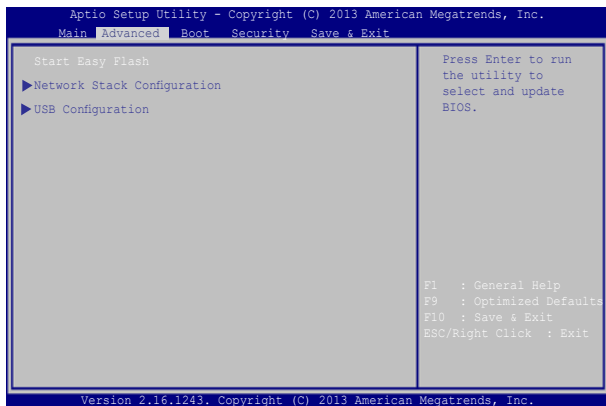 Aptio Setup Utility - Copyright (C) 2013 American Megatrends, Inc.
Main Advanced Boot Security Save & Exit
Start Easy Flash
Network Stack Configuration
USB Configuration
Press Enter to run
the utility to
select and update
BIOS.
F1 : General Help
F9 : Optimized Defaults
F10 : Save & Exit
ESC/Right Click : Exit
Version 2.16.1243. Copyright (C) 2013 American Megatrends, Inc.